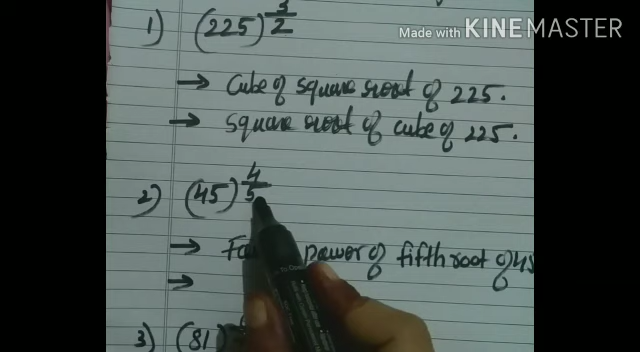 Made with KINEMASTER
1) (225)^3/2
→ Cube of square root of 225.
→ Square root of cube of 225.
2) (45)^4/5
→ power of fifth root of 45
→
3) (81)